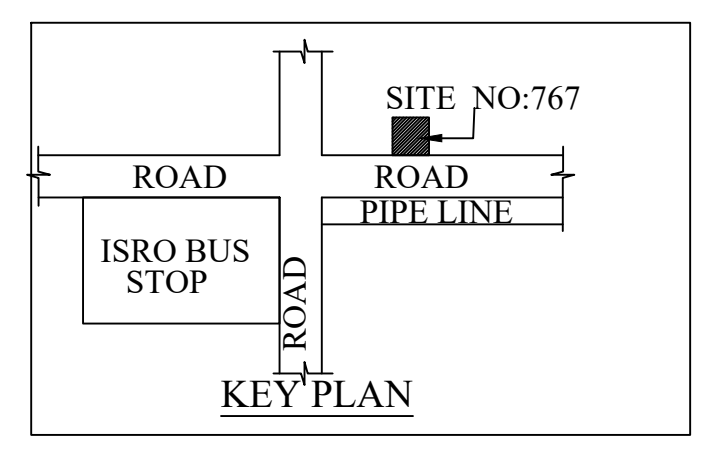 SITE NO:767
ROAD
ROAD
PIPE LINE
ISRO BUS
STOP
ROAD
KEY PLAN